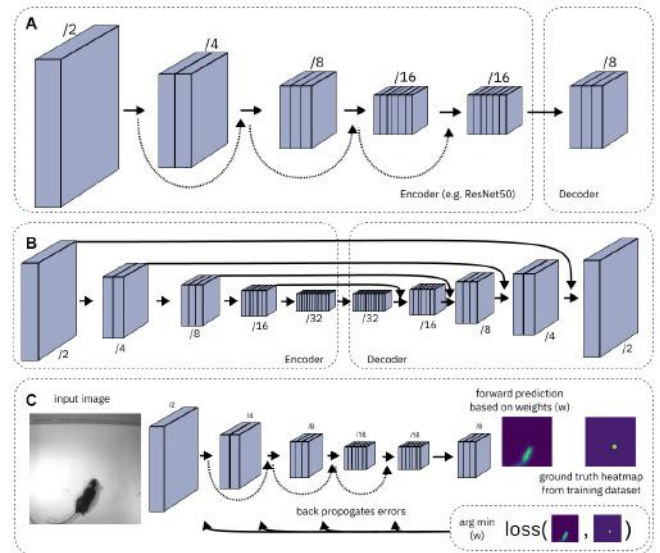 A
/2
/4
/8
/16
/16
/8
Encoder (e.g. ResNet50)
Decoder
B
/2
/4
/8
/16
/32
/32
/16
/8
/4
/2
Encoder
Decoder
C
input image
/2
/4
/8
/16
/16
/8
forward prediction
based on weights (w)
ground truth heatmap
from training dataset
back propogates errors
arg min
(w)
loss( , )